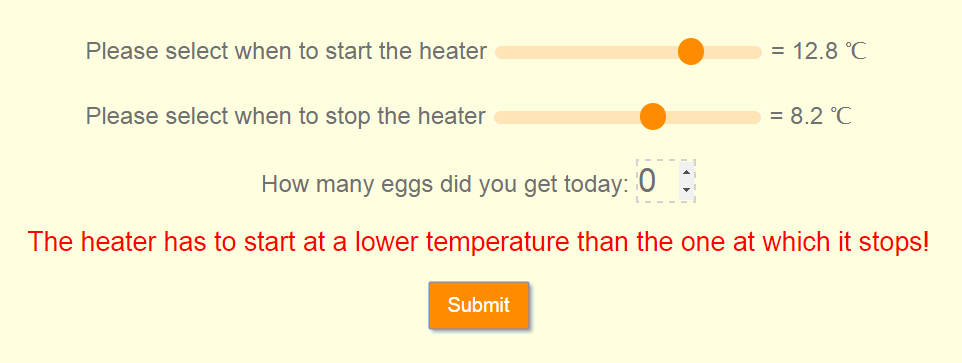 Please select when to start the heater = 12.8 ℃
Please select when to stop the heater = 8.2 ℃
How many eggs did you get today: 0
The heater has to start at a lower temperature than the one at which it stops!
Submit